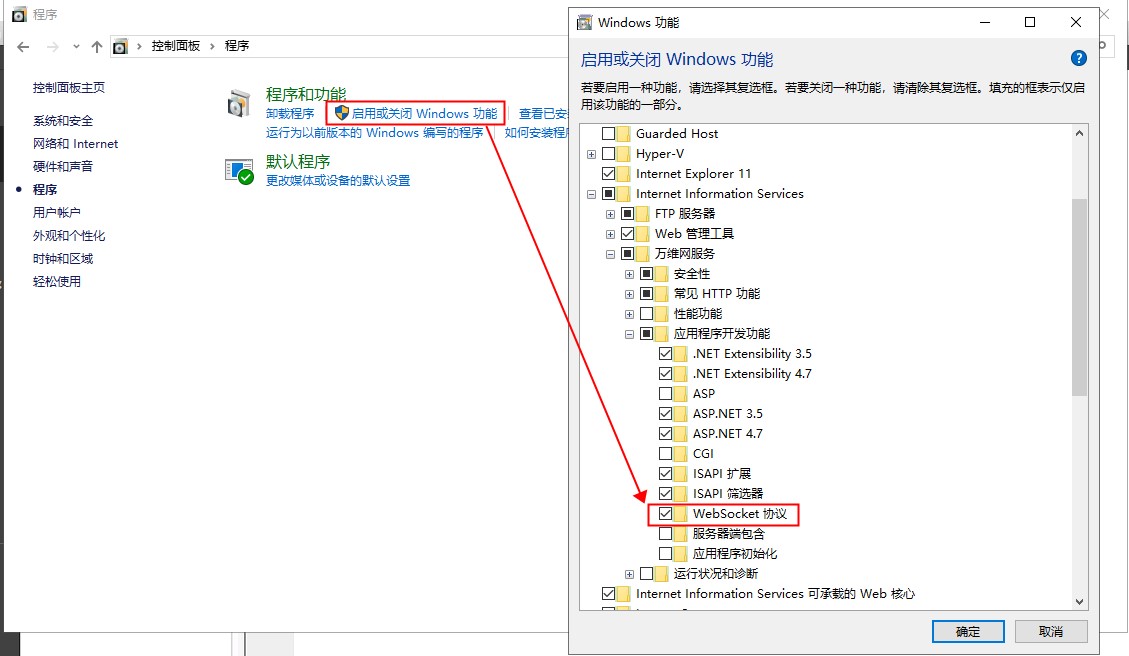 程序
控制面板 › 程序
控制面板主页
系统和安全
网络和 Internet
硬件和声音
程序
用户帐户
外观和个性化
时钟和区域
轻松使用
程序和功能
卸载程序 启用或关闭 Windows 功能 查看已安
运行为以前版本的 Windows 编写的程序 如何安装程
默认程序
更改媒体或设备的默认设置
Windows 功能
启用或关闭 Windows 功能
若要启用一种功能，请选择其复选框。若要关闭一种功能，请清除其复选框。填充的框表示仅启
用该功能的一部分。
Guarded Host
Hyper-V
Internet Explorer 11
Internet Information Services
FTP 服务器
Web 管理工具
万维网服务
安全性
常见 HTTP 功能
性能功能
应用程序开发功能
.NET Extensibility 3.5
.NET Extensibility 4.7
ASP
ASP.NET 3.5
ASP.NET 4.7
CGI
ISAPI 扩展
ISAPI 筛选器
WebSocket 协议
服务器端包含
应用程序初始化
运行状况和诊断
Internet Information Services 可承载的 Web 核心
确定
取消